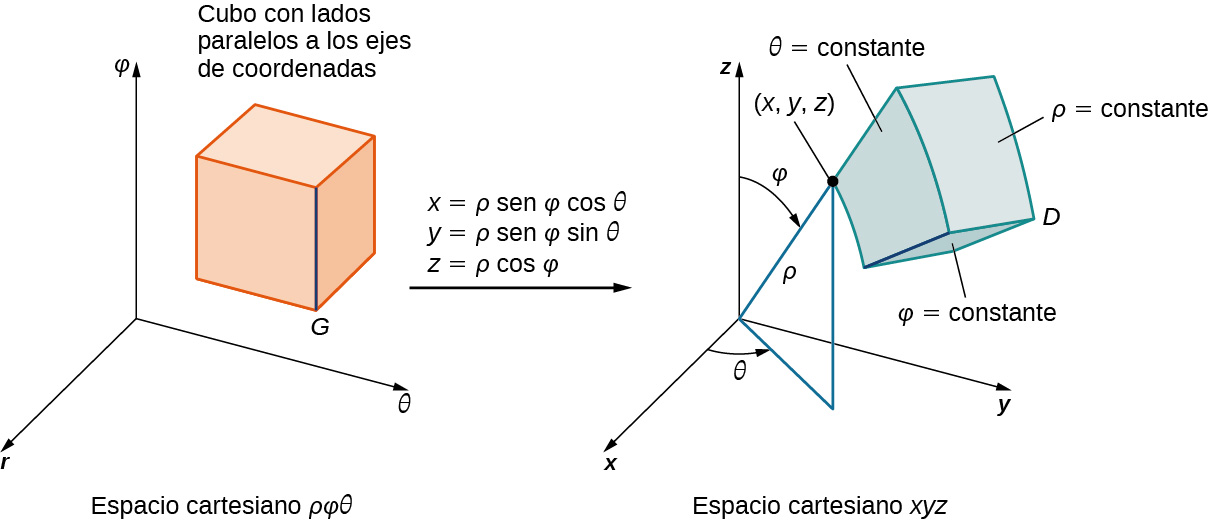 Cubo con lados
paralelos a los ejes
de coordenadas
φ
G
θ
r
Espacio cartesiano ρφθ
x = ρ sen φ cos θ
y = ρ sen φ sin θ
z = ρ cos φ
z
θ = constante
(x, y, z)
ρ = constante
φ
D
ρ
φ = constante
θ
y
x
Espacio cartesiano xyz